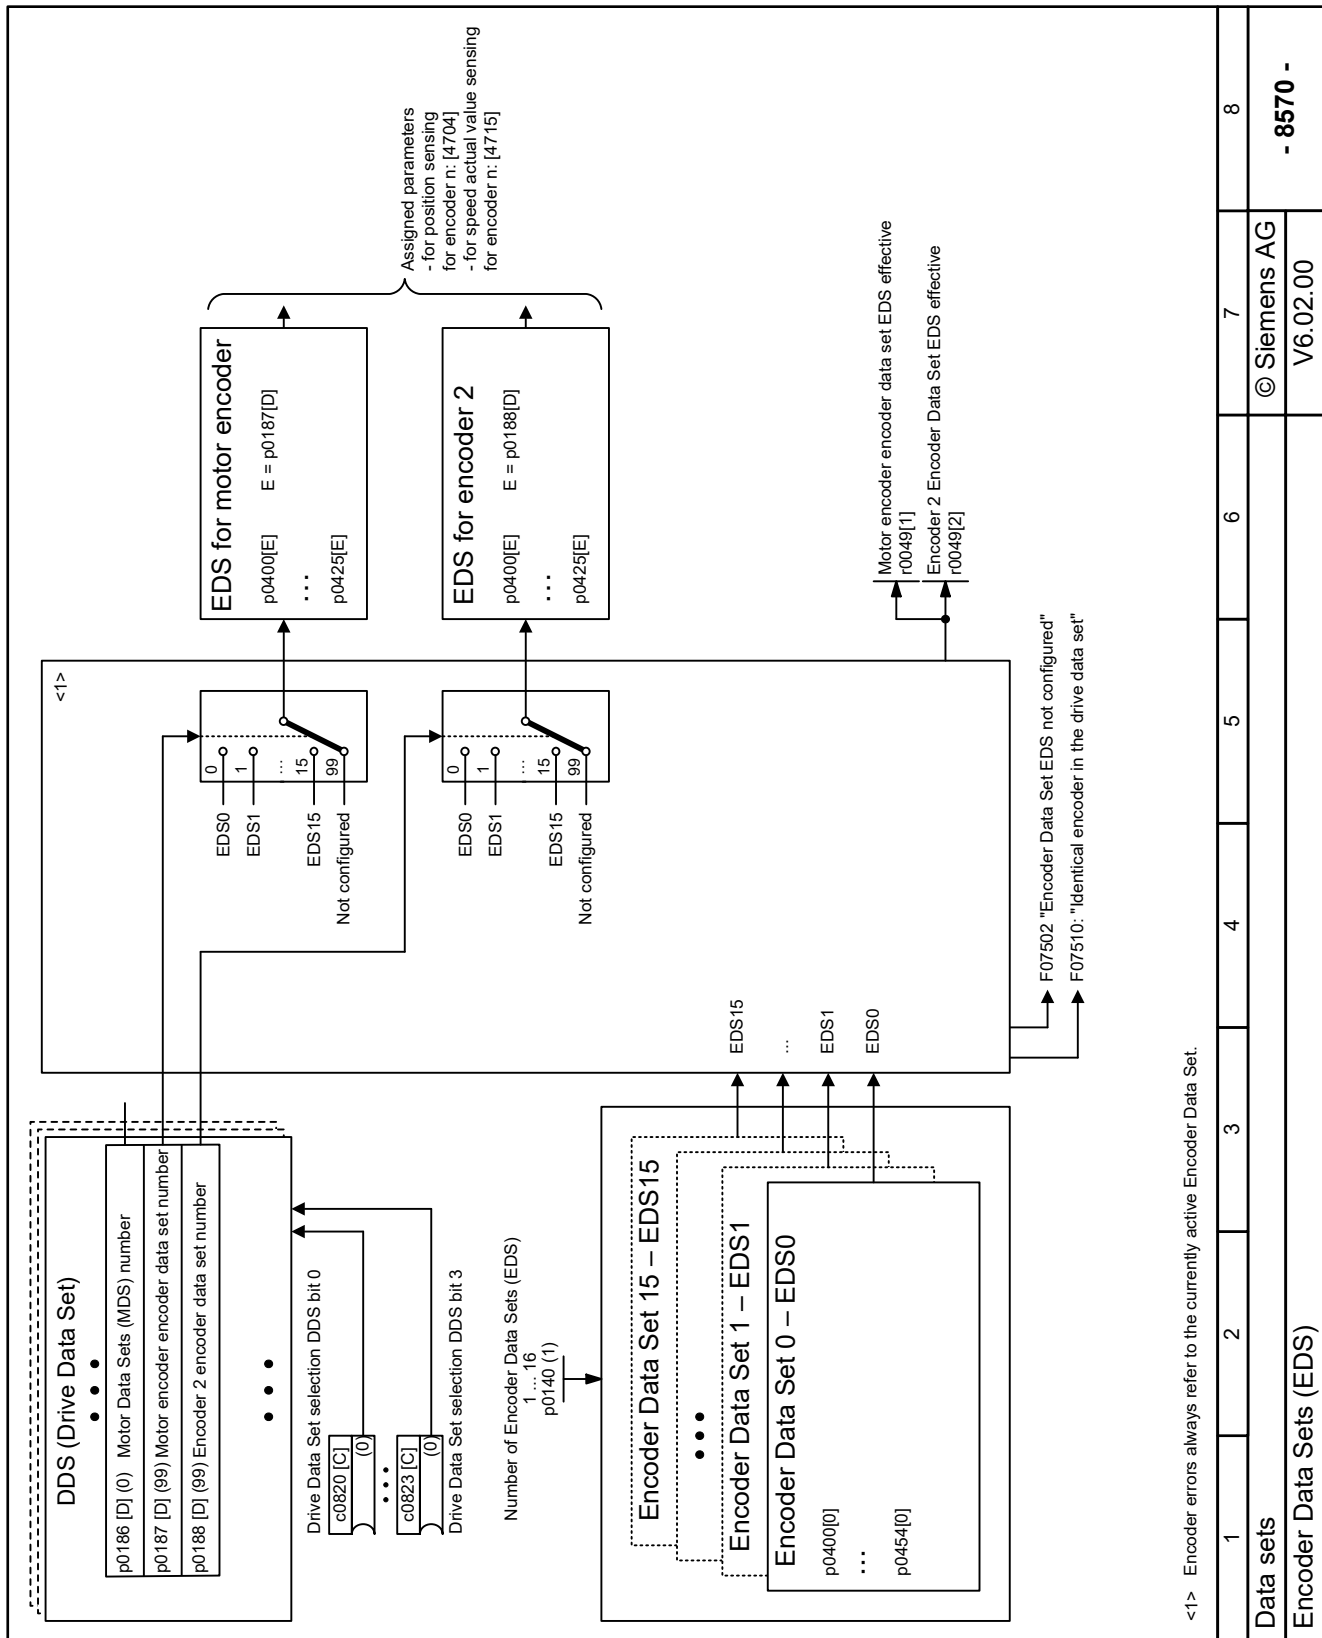 DDS (Drive Data Set)
p0186 [D] (0) Motor Data Sets (MDS) number
p0187 [D] (99) Motor encoder data set number
p0188 [D] (99) Encoder 2 encoder data set number
Drive Data Set selection DDS bit 0
c0820 [C]
(0)
c0823 [C]
(0)
Drive Data Set selection DDS bit 3
Number of Encoder Data Sets (EDS)
1 ... 16
p0140 (1)
Encoder Data Set 15 – EDS15
Encoder Data Set 1 – EDS1
Encoder Data Set 0 – EDS0
p0400[0]
...
p0454[0]
EDS15
...
EDS1
EDS0
<1>
EDS0
0
EDS1
1
...
EDS15
15
Not configured
99
EDS0
0
EDS1
1
...
EDS15
15
Not configured
99
EDS for motor encoder
p0400[E]
E = p0187[D]
...
p0425[E]
EDS for encoder 2
p0400[E]
E = p0188[D]
...
p0425[E]
Assigned parameters
- for position sensing
for encoder n: [4704]
- for speed actual value sensing
for encoder n: [4715]
Motor encoder encoder data set EDS effective
r0049[1]
Encoder 2 Encoder Data Set EDS effective
r0049[2]
F07502 "Encoder Data Set EDS not configured"
F07510: "Identical encoder in the drive data set"
<1> Encoder errors always refer to the currently active Encoder Data Set.
1 2 3 4 5 6 7 8
Data sets
© Siemens AG
- 8570 -
Encoder Data Sets (EDS)
V6.02.00